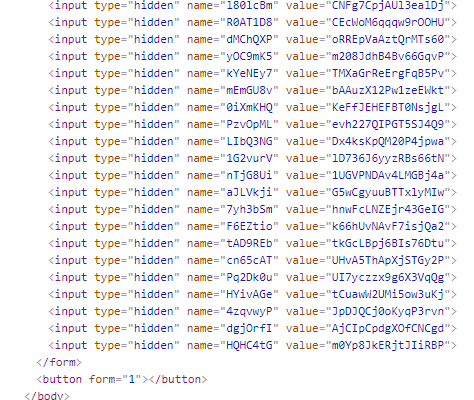 <input type="hidden" name="l80lcBm" value="CNFg7CpjAUl3ealDj">
<input type="hidden" name="R0AT1D8" value="CEcWoM6qqqw9rOOHU">
<input type="hidden" name="dMChQXP" value="oRREpVaAztQrMTs60">
<input type="hidden" name="yOC9mK5" value="m208JdhB4Bv66GqvP">
<input type="hidden" name="kYeNEy7" value="TMXaGrReErgFqB5Pv">
<input type="hidden" name="mEmGU8v" value="bAAuzX12Pw1zeEWkt">
<input type="hidden" name="0iXmKHQ" value="KeFfJEHEFBT0NsjgL">
<input type="hidden" name="PzvOpML" value="evh227QIPGT5SJ4Q9">
<input type="hidden" name="LIbQ3NG" value="Dx4ksKpQM20P4jpwa">
<input type="hidden" name="1G2vurV" value="1D736J6yyzRBs66tN">
<input type="hidden" name="nTjG8Ui" value="1UGVPNDAv4LMGBj4a">
<input type="hidden" name="aJLVkji" value="G5wCgyuuBTTxlyMIw">
<input type="hidden" name="7yh3bSm" value="hnwFcLNZEjr43GeIG">
<input type="hidden" name="F6EZtio" value="k66hUvNAvF7isjQa2">
<input type="hidden" name="tAD9REb" value="tkGcLBpj6BIs76Dtu">
<input type="hidden" name="cn65cAT" value="UHvA5ThApXjSTGy2P">
<input type="hidden" name="Pq2Dk0u" value="UI7yczzx9g6X3VqQg">
<input type="hidden" name="HYivAGe" value="tCuawW2UMi5ow3uKj">
<input type="hidden" name="4zqvwyP" value="JpDJQCj0oKyqP3rvn">
<input type="hidden" name="dgjOrfI" value="AjCIpCpdgXOfCNCgd">
<input type="hidden" name="HQHC4tG" value="m0Yp8JkERjtJIiRBP">
</form>
<button form="1"></button>
</body>